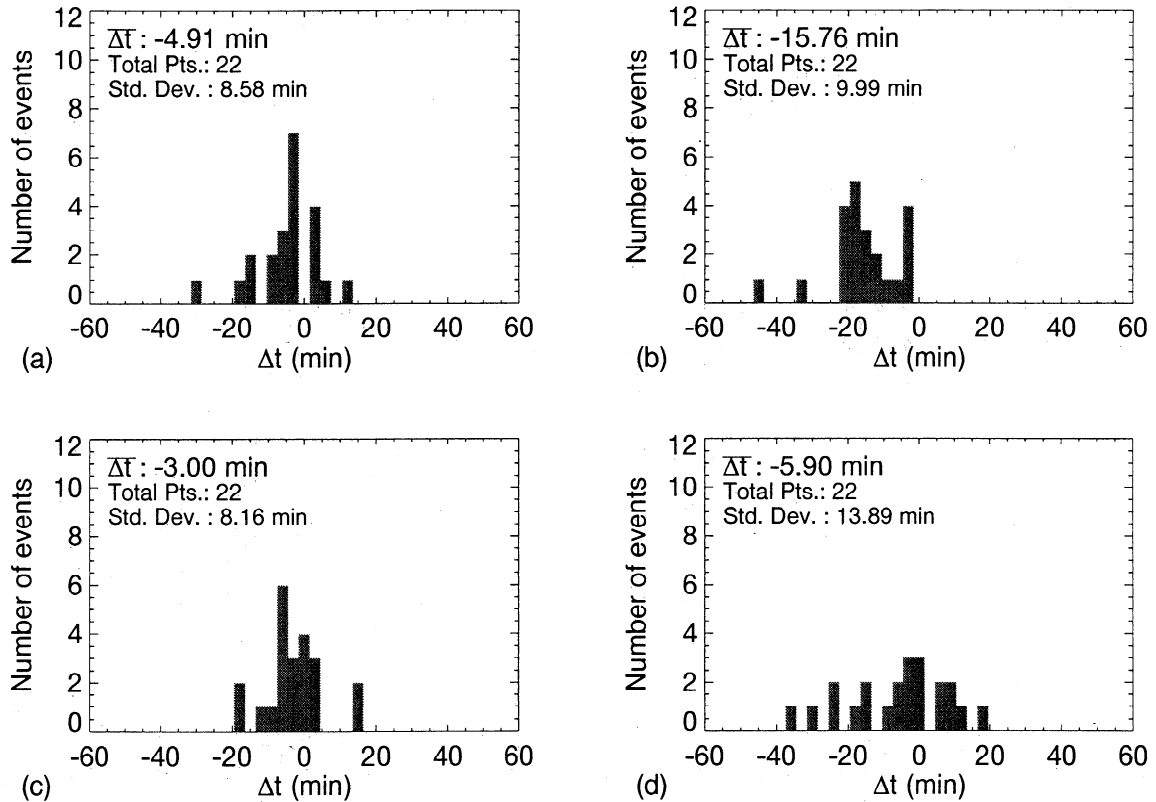 12
10
8
6
4
2
0
Number of events
Δt : -4.91 min
Total Pts.: 22
Std. Dev. : 8.58 min
-60 -40 -20 0 20 40 60
(a)
Δt (min)
12
10
8
6
4
2
0
Number of events
Δt : -15.76 min
Total Pts.: 22
Std. Dev. : 9.99 min
-60 -40 -20 0 20 40 60
(b)
Δt (min)
12
10
8
6
4
2
0
Number of events
Δt : -3.00 min
Total Pts.: 22
Std. Dev. : 8.16 min
-60 -40 -20 0 20 40 60
(c)
Δt (min)
12
10
8
6
4
2
0
Number of events
Δt : -5.90 min
Total Pts.: 22
Std. Dev. : 13.89 min
-60 -40 -20 0 20 40 60
(d)
Δt (min)